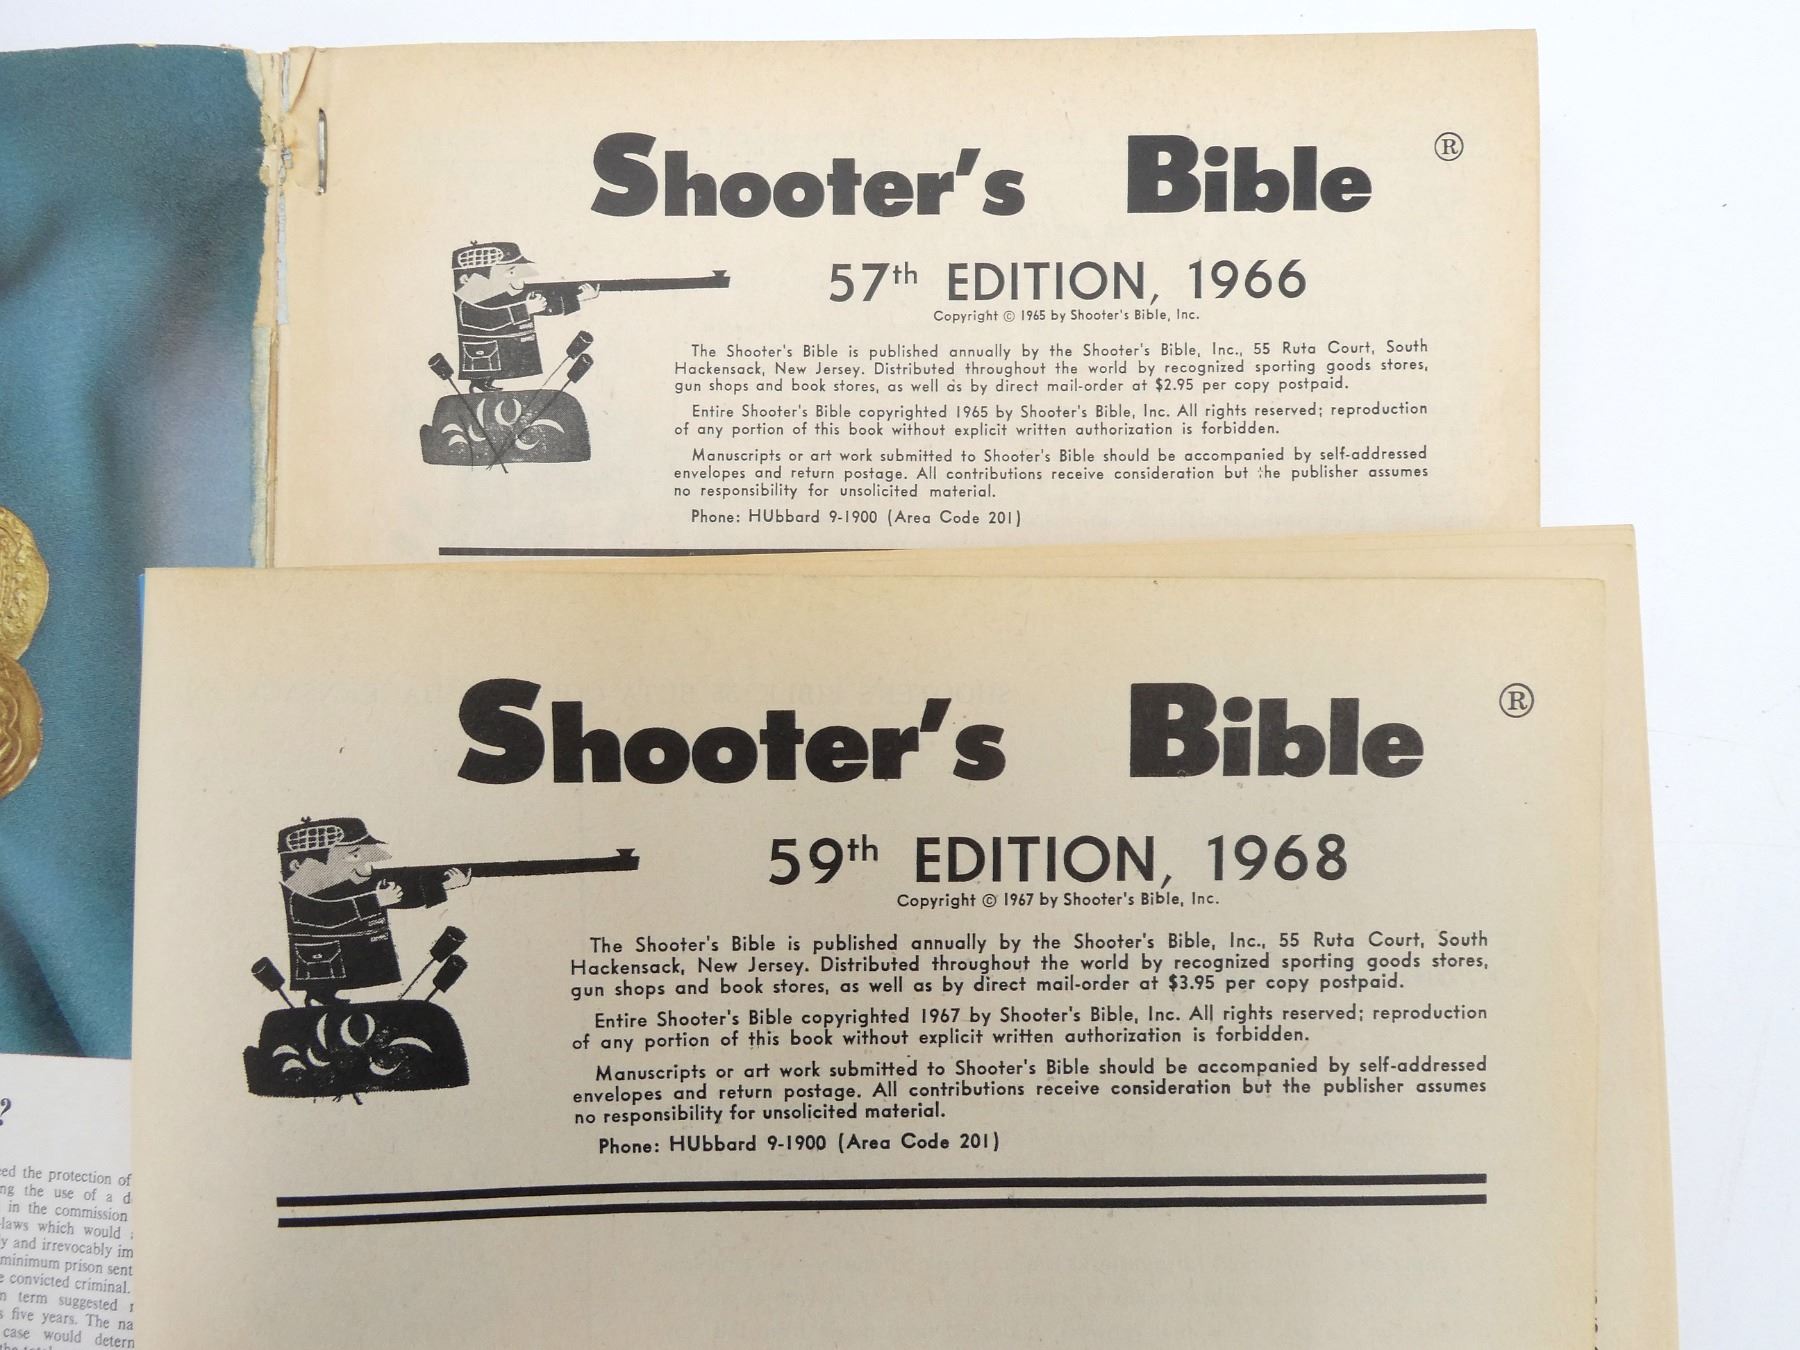 Shooter's Bible ®
57th EDITION, 1966
Copyright © 1965 by Shooter's Bible, Inc.
The Shooter's Bible is published annually by the Shooter's Bible, Inc., 55 Ruta Court, South
Hackensack, New Jersey. Distributed throughout the world by recognized sporting goods stores,
gun shops and book stores, as well as by direct mail-order at $2.95 per copy postpaid.
Entire Shooter's Bible copyrighted 1965 by Shooter's Bible, Inc. All rights reserved; reproduction
of any portion of this book without explicit written authorization is forbidden.
Manuscripts or art work submitted to Shooter's Bible should be accompanied by self-addressed
envelopes and return postage. All contributions receive consideration but the publisher assumes
no responsibility for unsolicited material.
Phone: HUbbard 9-1900 (Area Code 201)
Shooter's Bible ®
59th EDITION, 1968
Copyright © 1967 by Shooter's Bible, Inc.
The Shooter's Bible is published annually by the Shooter's Bible, Inc., 55 Ruta Court, South
Hackensack, New Jersey. Distributed throughout the world by recognized sporting goods stores,
gun shops and book stores, as well as by direct mail-order at $3.95 per copy postpaid.
Entire Shooter's Bible copyrighted 1967 by Shooter's Bible, Inc. All rights reserved; reproduction
of any portion of this book without explicit written authorization is forbidden.
Manuscripts or art work submitted to Shooter's Bible should be accompanied by self-addressed
envelopes and return postage. All contributions receive consideration but the publisher assumes
no responsibility for unsolicited material.
Phone: HUbbard 9-1900 (Area Code 201)
?
the protection of
the use of a
in the commission
which would
and irrevocably
minimum prison
convicted criminal.
term suggested
five years. The
case would